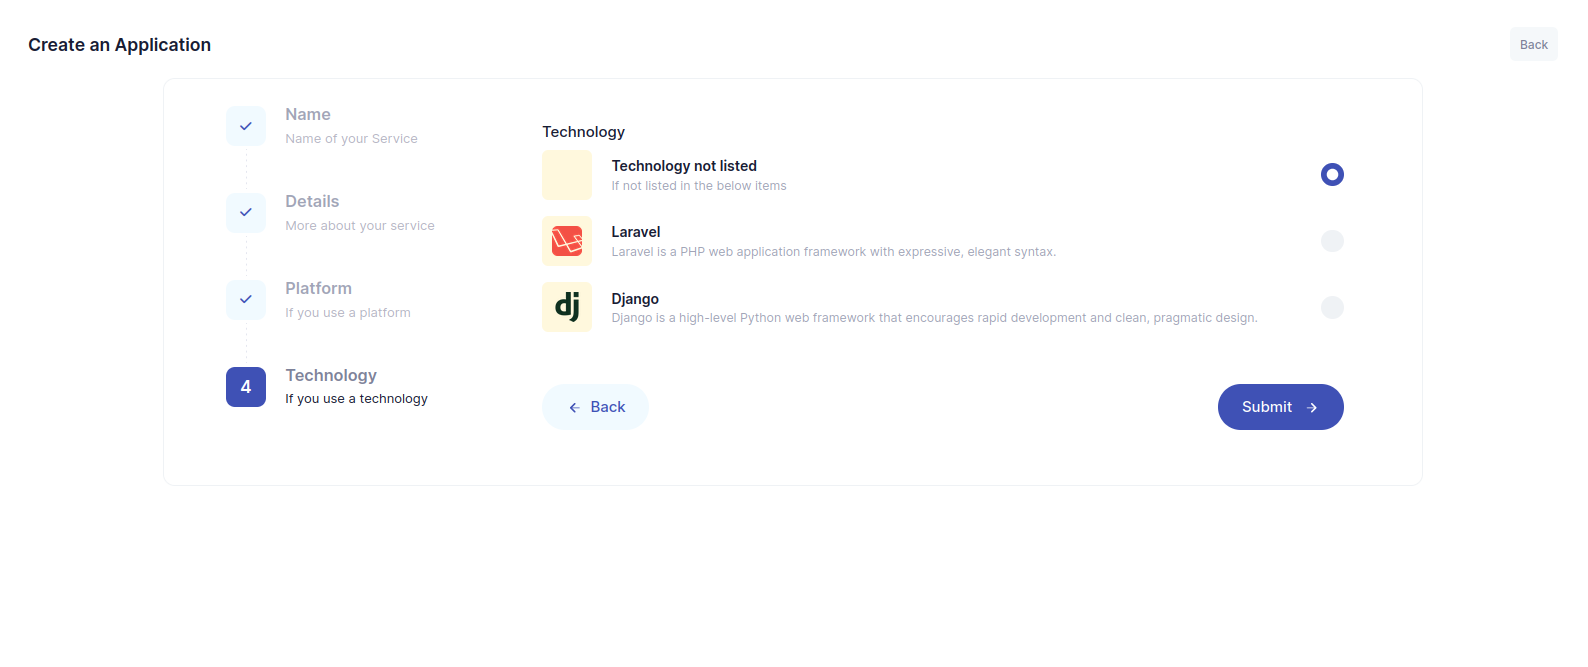 Create an Application
Back
Name
Name of your Service
Details
More about your service
Platform
If you use a platform
4
Technology
If you use a technology
Technology
Technology not listed
If not listed in the below items
Laravel
Laravel is a PHP web application framework with expressive, elegant syntax.
dj
Django
Django is a high-level Python web framework that encourages rapid development and clean, pragmatic design.
Back
Submit